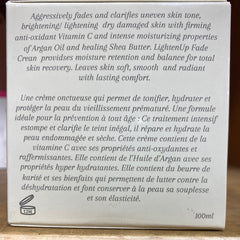 Aggressively fades and clarifies uneven skin tone,
brightening/ lightening dry damaged skin with firming
anti-oxidant Vitamin C and intense moisturizing properties
of Argan Oil and healing Shea Butter. LightenUp Fade
Crean provides moisture retention and balance for total
skin recovery. Leaves skin soft, smooth and radiant
with lasting comfort.
Une crème onctueuse qui permet de tonifier, hydrater et
protéger la peau du vieillissement prématuré. Une formule
idéale pour la prévention à tout âge : Ce traitement intensif
estompe et clarifie le teint inégal, il répare et hydrate la
peau endommagée et sèche. Cette crème contient de la
vitamine C avec ses propriétés anti-oxydantes et
raffermissantes. Elle contient de l'Huile d'Argan avec ses
propriétés hyper hydratantes. Elle contient du beurre de
karité et ses bienfaits qui permettent de lutter contre la
déshydratation et font conserver à la peau sa souplesse
et son élasticité.
100ml